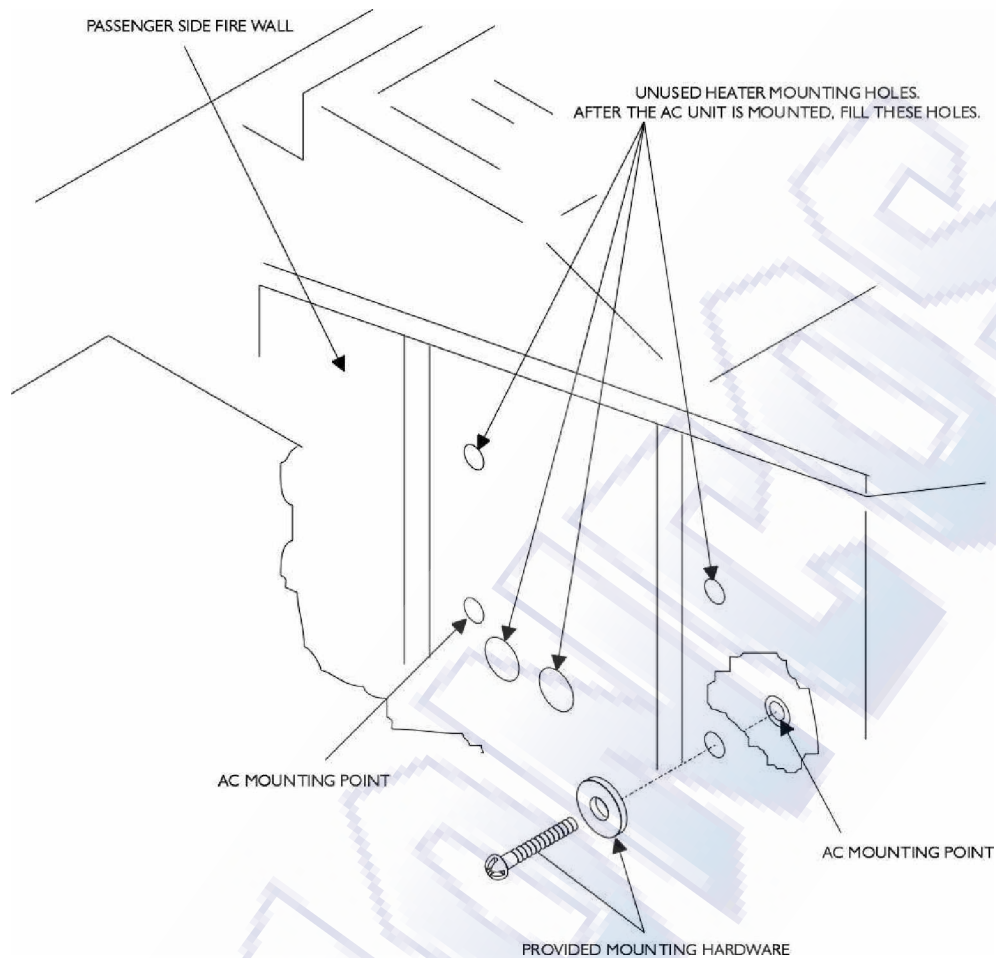 PASSENGER SIDE FIRE WALL
UNUSED HEATER MOUNTING HOLES.
AFTER THE AC UNIT IS MOUNTED, FILL THESE HOLES.
AC MOUNTING POINT
AC MOUNTING POINT
PROVIDED MOUNTING HARDWARE